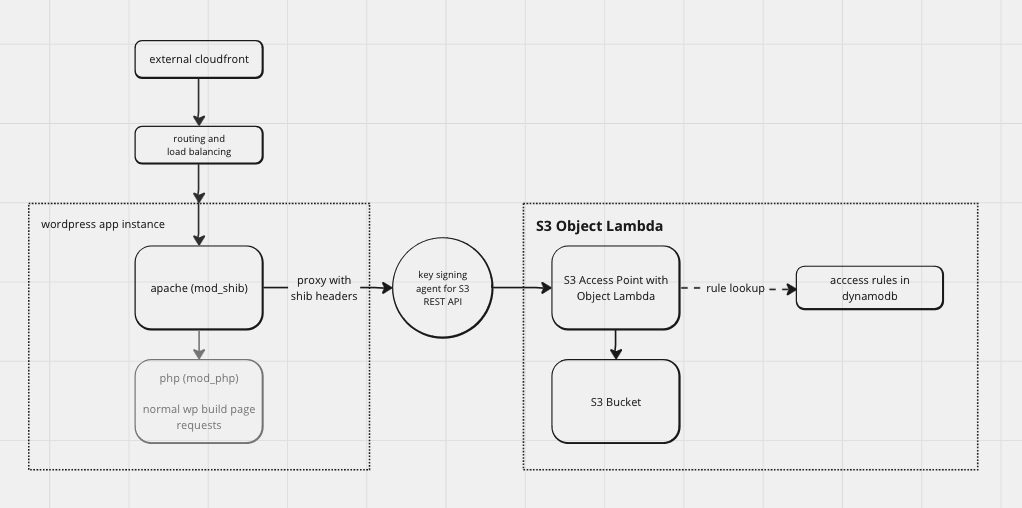 external cloudfront
routing and
load balancing
wordpress app instance
apache (mod_shib)
proxy with
shib headers
key signing
agent for S3
REST API
S3 Object Lambda
S3 Access Point with
Object Lambda
rule lookup
acccess rules in
dynamodb
php (mod_php)
normal wp build page
requests
S3 Bucket